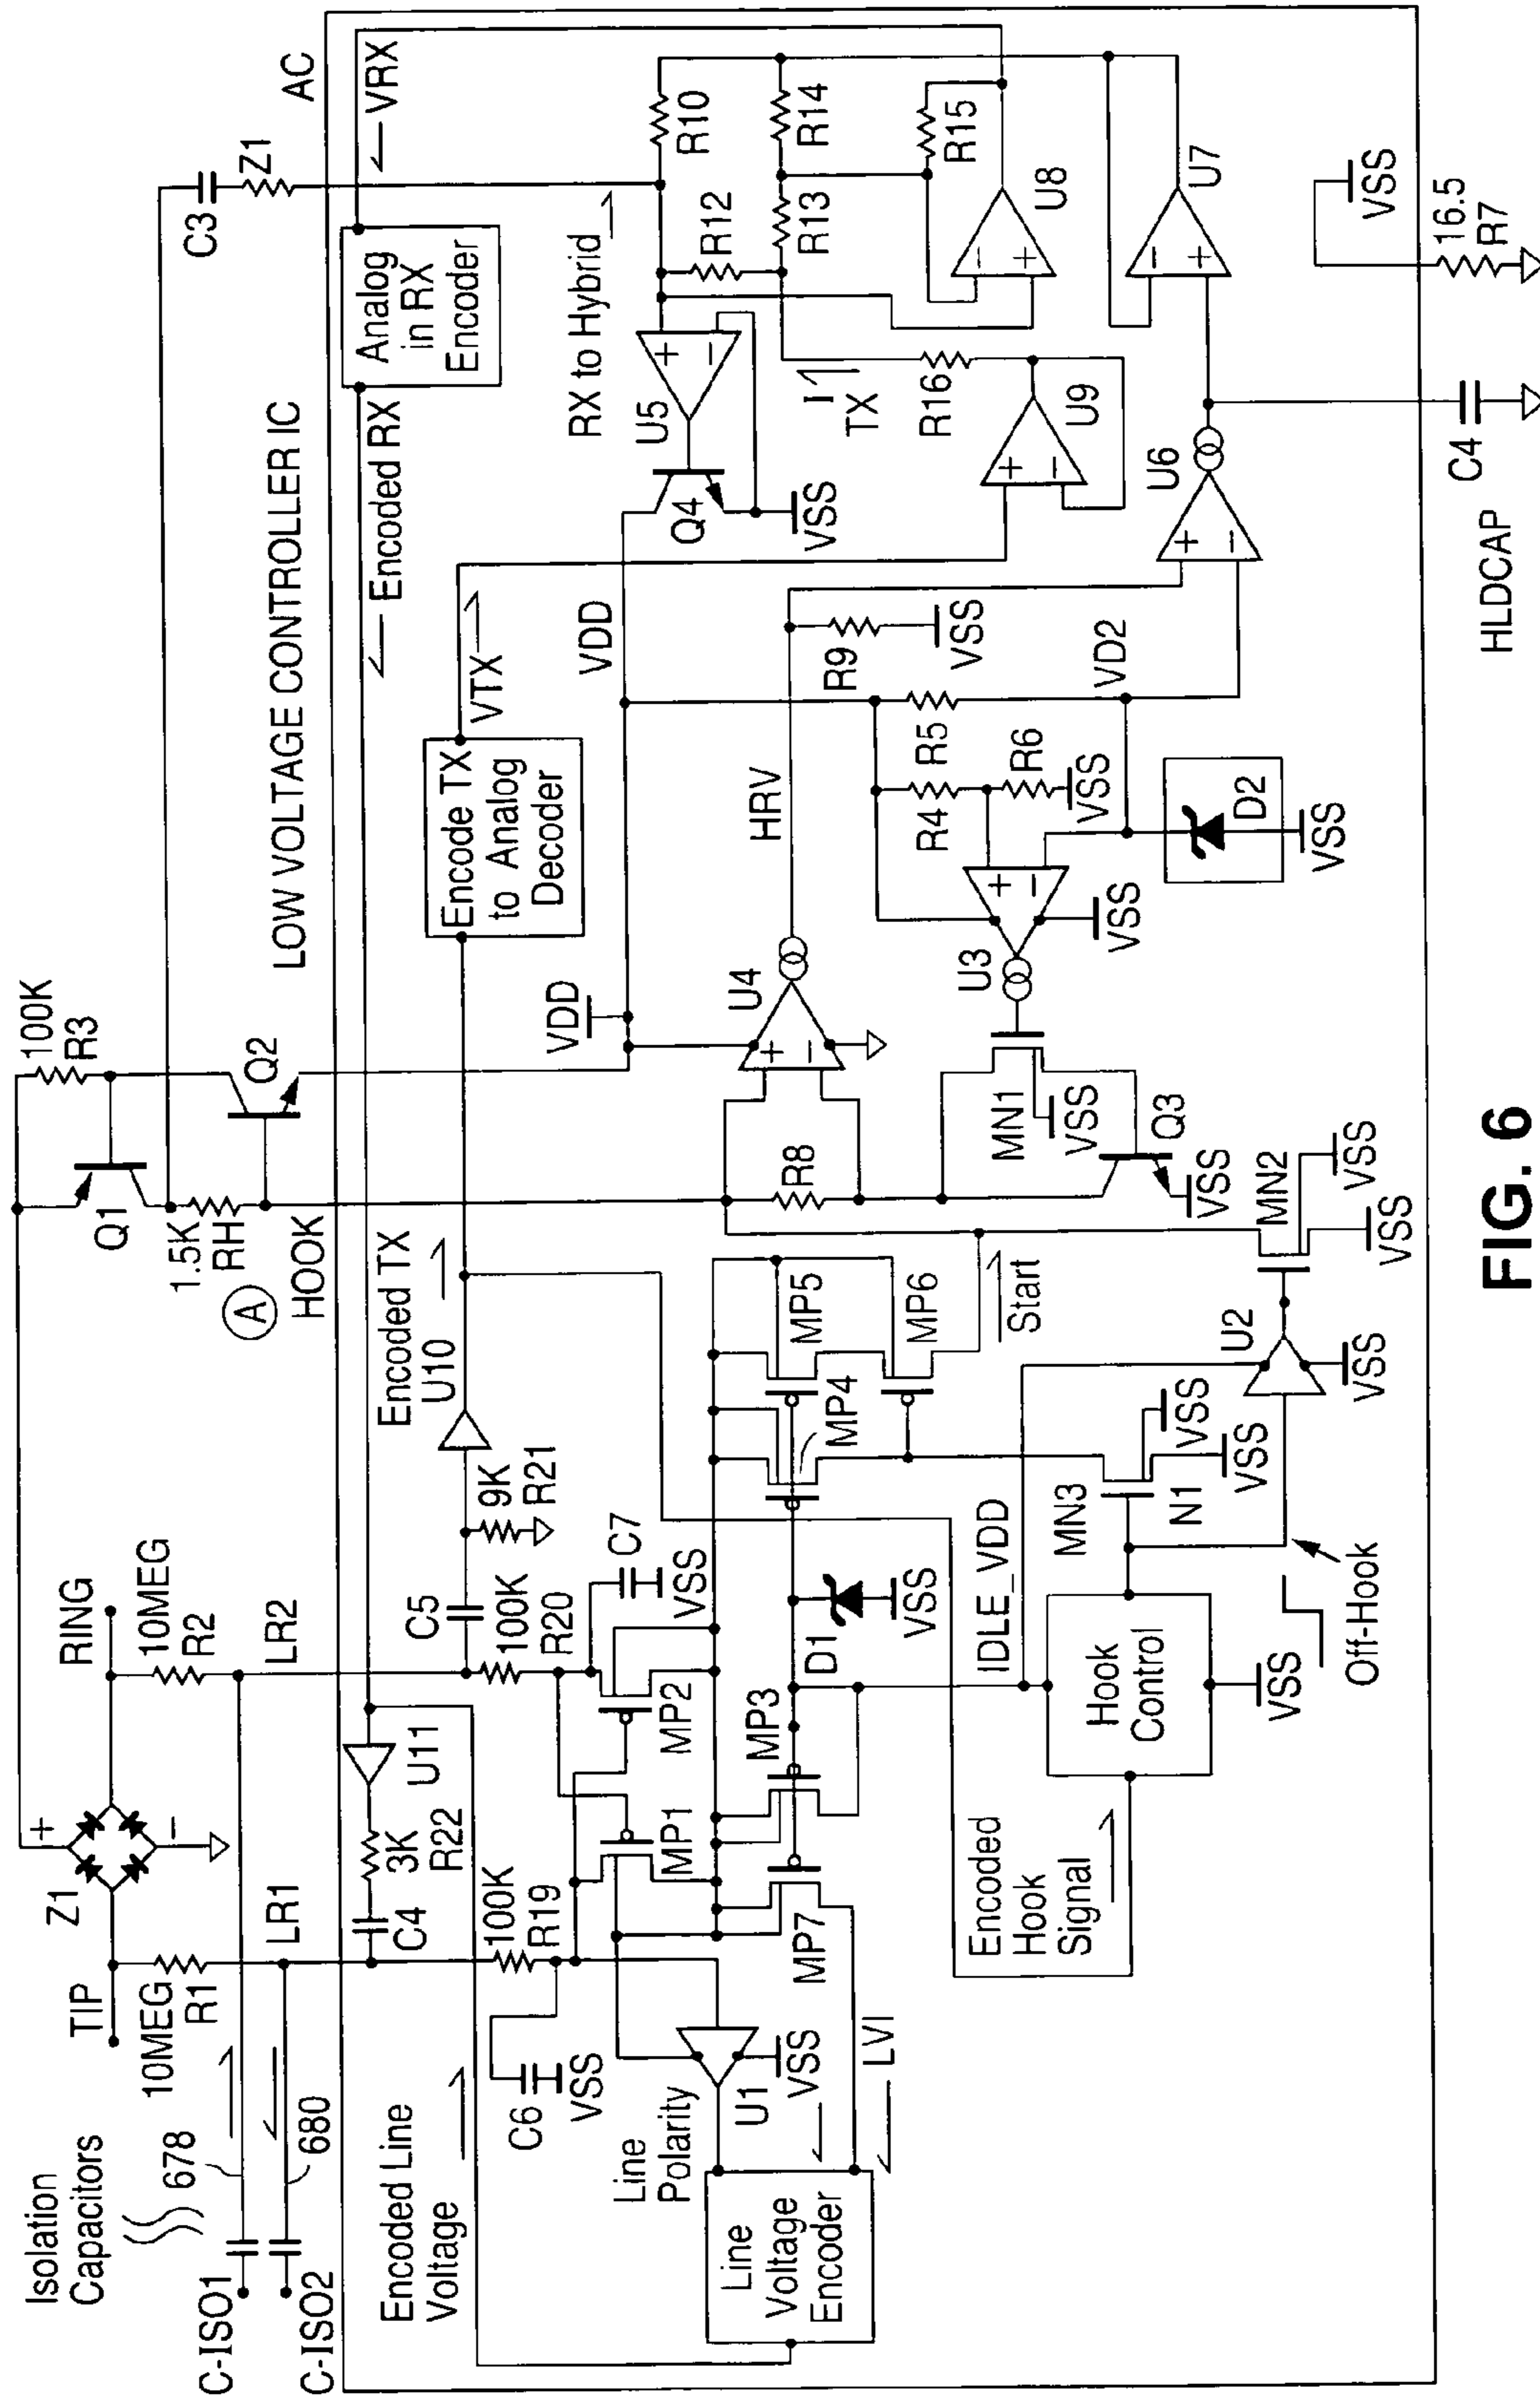 Isolation
Capacitors
678
680
C-ISO1
C-ISO2
TIP
10MEG
R1
LR1
Z1
+
−
RING
10MEG
R2
LR2
100K
R3
Q1
Q2
1.5K
RH
A
HOOK
C3
Z1
AC
LOW VOLTAGE CONTROLLER IC
VRX
Analog
in RX
Encoder
Encoded RX
RX to Hybrid
Encoded Line
Voltage
U11
3K
R22
C4
100K
R19
C6
VSS
C5
100K
R20
C7
VSS
9K
R21
Encoded TX
U10
Encode TX
to Analog
Decoder
VTX
VDD
VDD
U5
+
−
Q4
VSS
R10
R12
R13
R14
R15
U8
−
+
I
TX
R16
U9
+
−
U7
−
+
U6
+
−
Line
Polarity
U1
VSS
Line
Voltage
Encoder
LVI
MP1
MP2
MP3
MP7
D1
VSS
MP4
MP5
MP6
Start
IDLE_VDD
Encoded
Hook
Signal
Hook
Control
VSS
Off-Hook
MN3
N1
VSS
VSS
U2
VSS
MN2
VSS
VSS
R8
U4
+
−
HRV
R9
VSS
MN1
VSS
Q3
VSS
U3
+
−
VSS
R4
R5
R6
VSS
VD2
D2
VSS
HLDCAP
C4
VSS
16.5
R7
FIG. 6